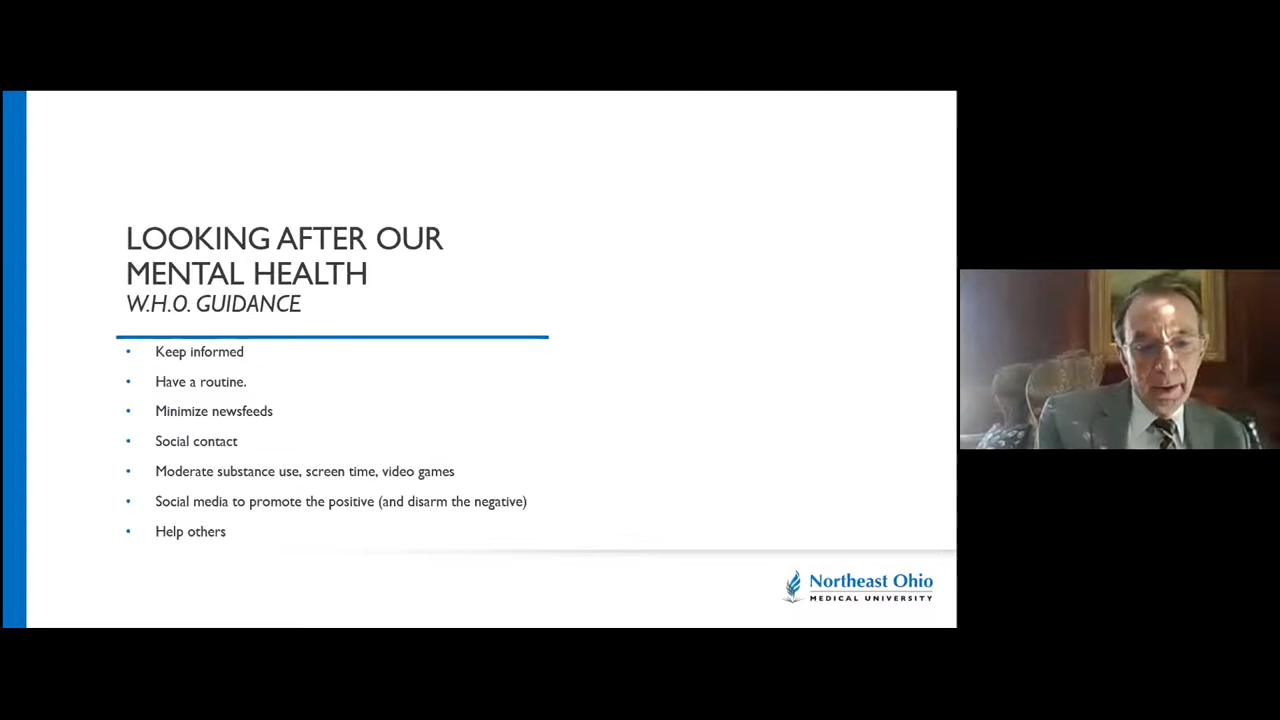 LOOKING AFTER OUR
MENTAL HEALTH
W.H.O. GUIDANCE
• Keep informed
• Have a routine.
• Minimize newsfeeds
• Social contact
• Moderate substance use, screen time, video games
• Social media to promote the positive (and disarm the negative)
• Help others
Northeast Ohio
MEDICAL UNIVERSITY